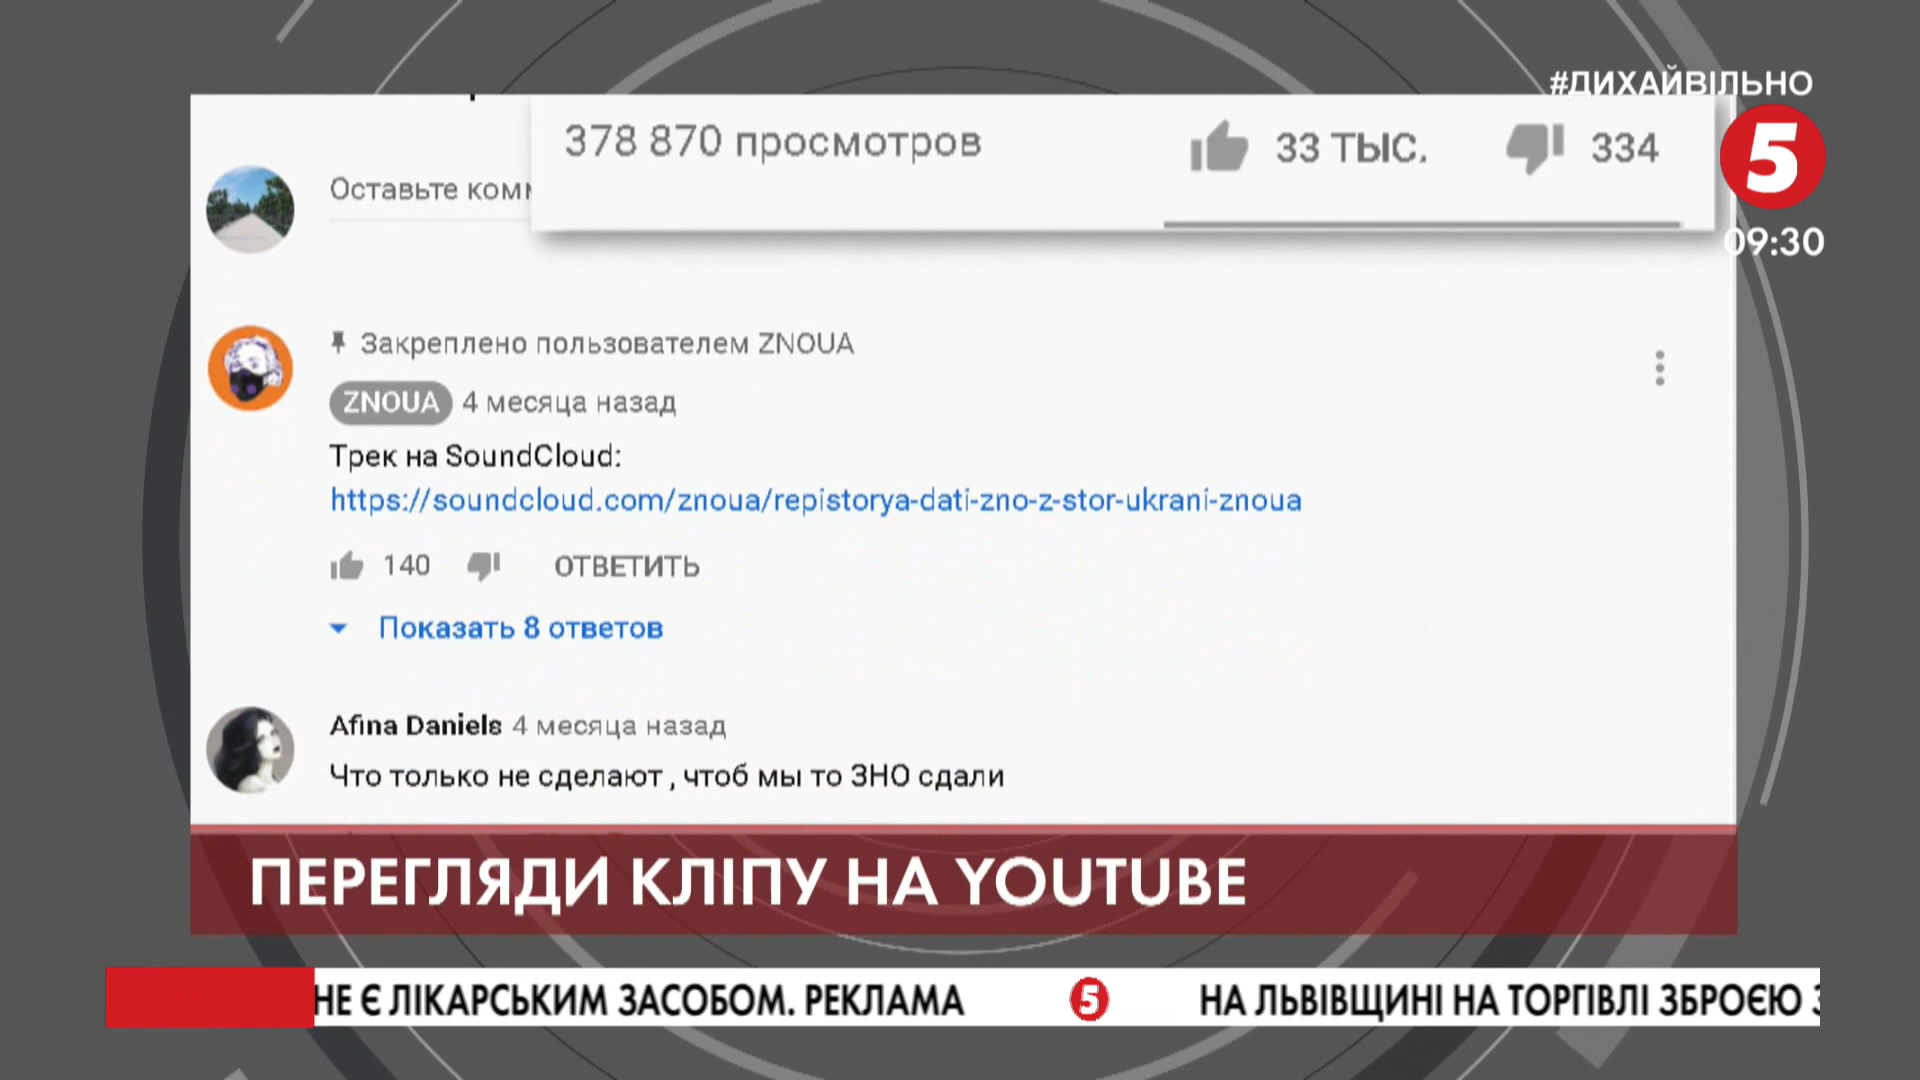 #ДИХАЙВІЛЬНО
5
09:30
378 870 просмотров
33 ТЫС.
334
Оставьте комм
Закреплено пользователем ZNOUA
ZNOUA 4 месяца назад
Трек на SoundCloud:
https://soundcloud.com/znoua/repistorya-dati-zno-z-stor-ukrani-znoua
140 ОТВЕТИТЬ
Показать 8 ответов
Afina Daniels 4 месяца назад
Что только не сделают , чтоб мы то ЗНО сдали
ПЕРЕГЛЯДИ КЛІПУ НА YOUTUBE
НЕ Є ЛІКАРСЬКИМ ЗАСОБОМ. РЕКЛАМА 5 НА ЛЬВІВЩИНІ НА ТОРГІВЛІ ЗБРОЄЮ